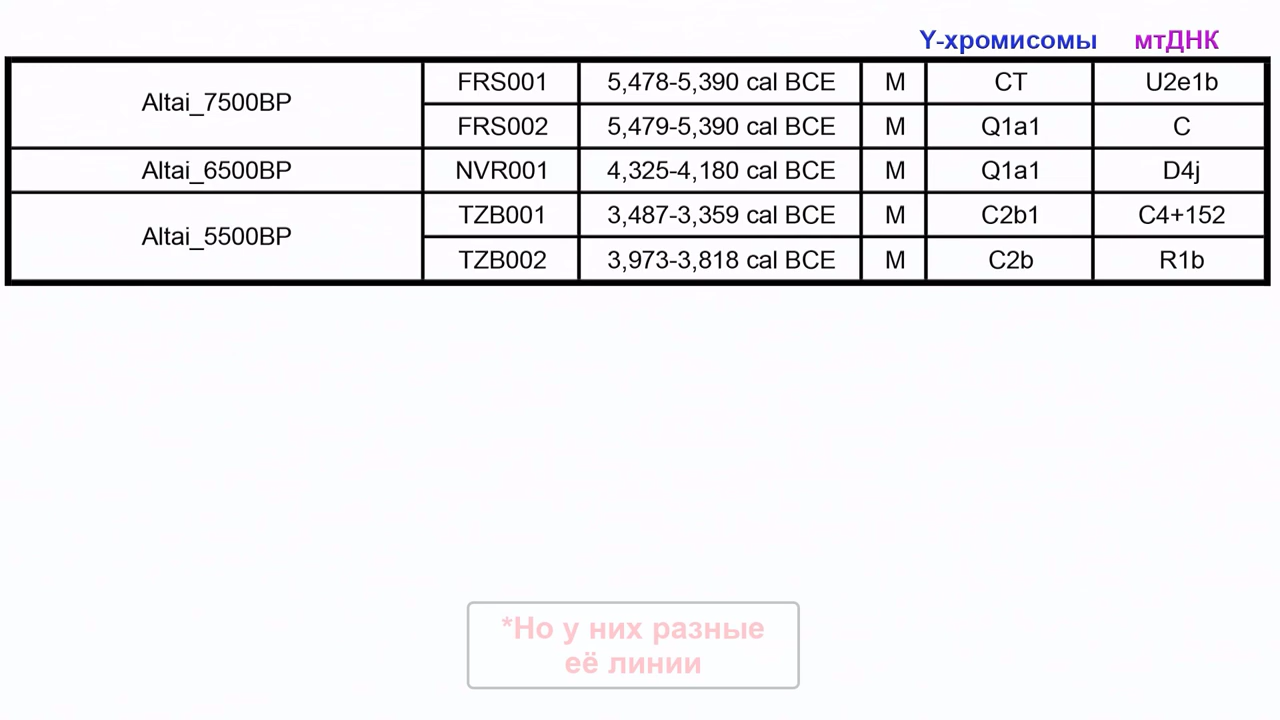 Y-хромисомы мтДНК
Altai_7500BP FRS001 5,478-5,390 cal BCE M CT U2e1b
FRS002 5,479-5,390 cal BCE M Q1a1 C
Altai_6500BP NVR001 4,325-4,180 cal BCE M Q1a1 D4j
Altai_5500BP TZB001 3,487-3,359 cal BCE M C2b1 C4+152
TZB002 3,973-3,818 cal BCE M C2b R1b
*Но у них разные
её линии